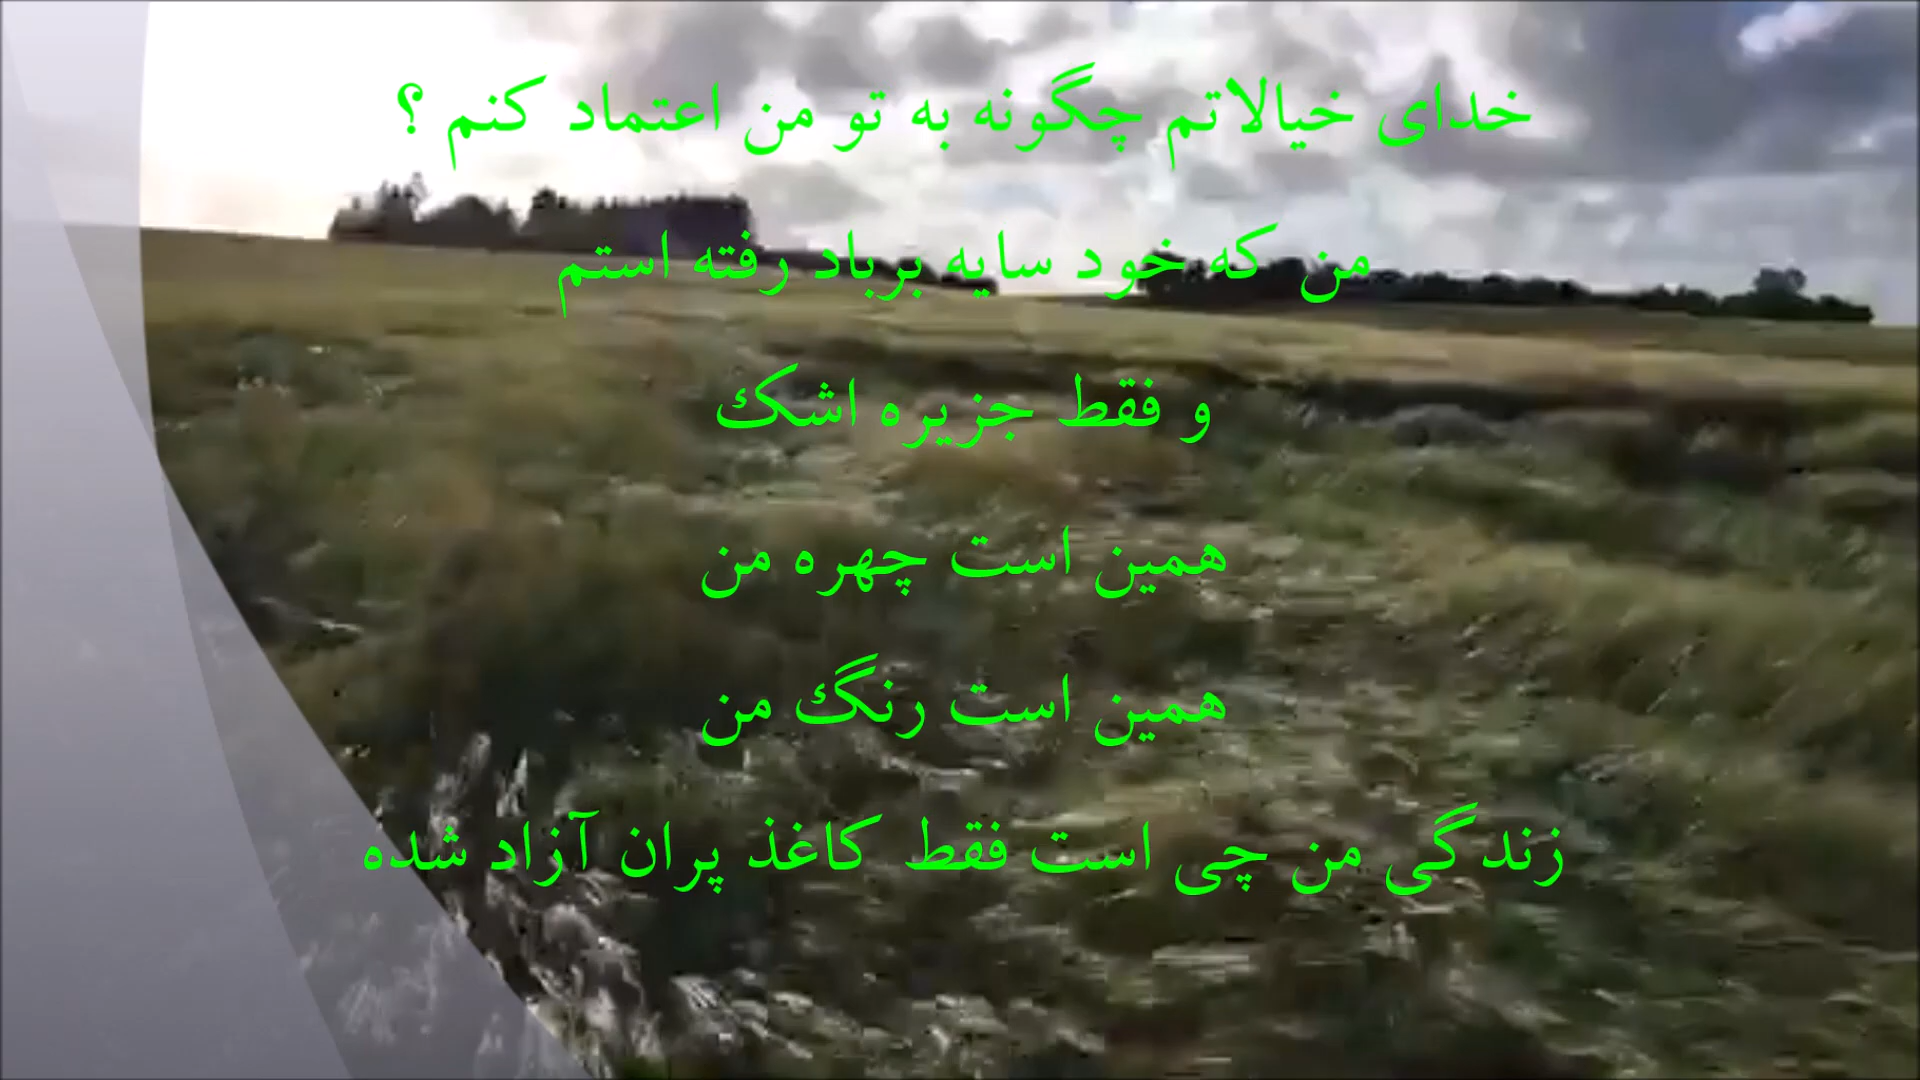 خدای خیالاتم چگونه به تو من اعتماد کنم ؟
من که خود سایه برباد رفته استم
و فقط جزیره اشک
همین است چهره من
همین است رنگ من
زندگی من چی است فقط کاغذ پران آزاد شده